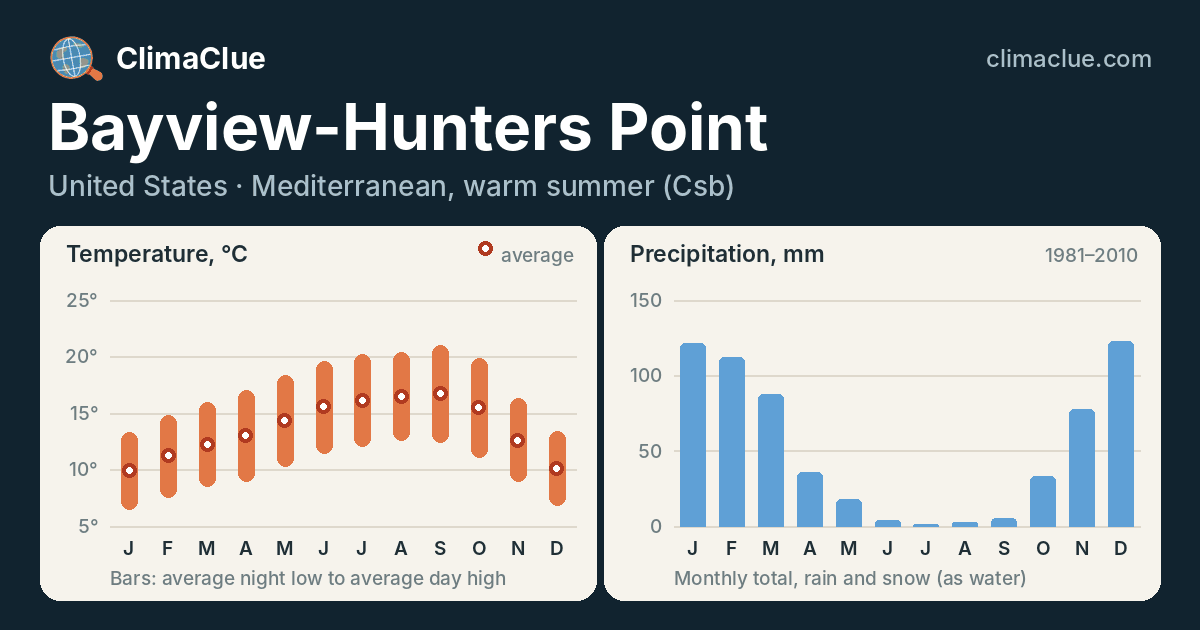 ClimaClue
climaclue.com
Bayview-Hunters Point
United States · Mediterranean, warm summer (Csb)
Temperature, °C
average
25°
20°
15°
10°
5°
J F M A M J J A S O N D
Bars: average night low to average day high
Precipitation, mm
1981–2010
150
100
50
0
J F M A M J J A S O N D
Monthly total, rain and snow (as water)